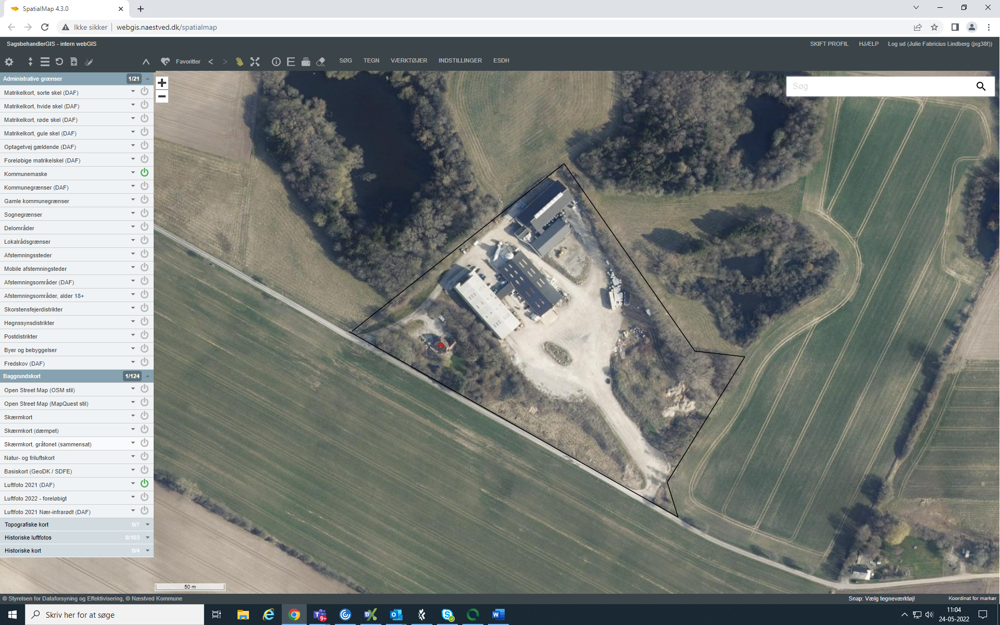 SpatialMap 4.3.0
Ikke sikker
webgis.naestved.dk/spatialmap
SagsbehandlerGIS - intern webGIS
SKIFT PROFIL
HJÆLP
Log ud (Julie Fabricius Lindberg (jxg38f))
Favoritter
SØG
TEGN
VÆRKTØJER
INDSTILLINGER
ESDH
Søg
Administrative grænser 1/21
Matrikelkort, sorte skel (DAF)
Matrikelkort, hvide skel (DAF)
Matrikelkort, røde skel (DAF)
Matrikelkort, gule skel (DAF)
Optagetvej gældende (DAF)
Foreløbige matrikelskel (DAF)
Kommunemaske
Kommunegrænser (DAF)
Gamle kommunegrænser
Sognegrænser
Delområder
Lokalrådsgrænser
Afstemningssteder
Mobile afstemningsteder
Afstemningsområder (DAF)
Afstemningsområder, alder 18+
Skorstensfejerdistrikter
Hegnssynsdistrikter
Postdistrikter
Byer og bebyggelser
Fredskov (DAF)
Baggrundskort 1/124
Open Street Map (OSM stil)
Open Street Map (MapQuest stil)
Skærmkort
Skærmkort (dæmpet)
Skærmkort, gråtonet (sammensat)
Natur- og friluftskort
Basiskort (GeoDK / SDFE)
Luftfoto 2021 (DAF)
Luftfoto 2022 - foreløbigt
Luftfoto 2021 Nær-infrarødt (DAF)
Topografiske kort 0/7
Historiske luftfotos 0/103
Historiske kort 0/4
50 m
© Styrelsen for Dataforsyning og Effektivisering, © Næstved Kommune
Snap: Vælg tegneværktøj!
Koordinat for markør
Skriv her for at søge
9+
11:04
24-05-2022